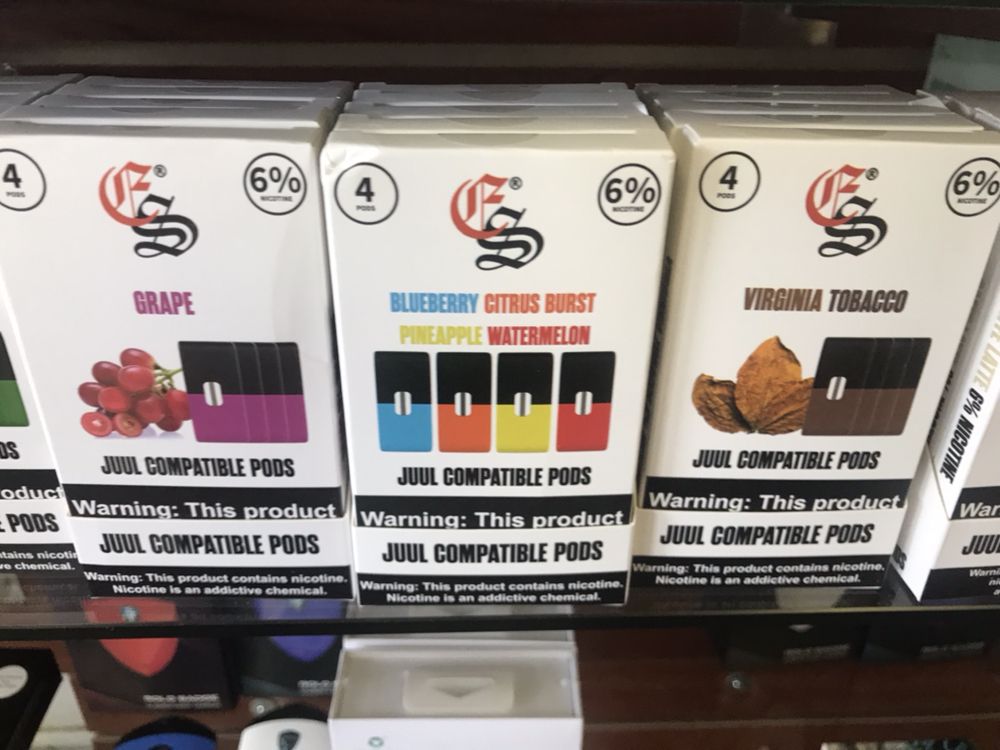 4
PODS
ES®
6%
NICOTINE
GRAPE
JUUL COMPATIBLE PODS
Warning: This product
JUUL COMPATIBLE PODS
Warning: This product contains nicotine.
Nicotine is an addictive chemical.
4
PODS
ES®
6%
NICOTINE
BLUEBERRY CITRUS BURST
PINEAPPLE WATERMELON
JUUL COMPATIBLE PODS
Warning: This product
JUUL COMPATIBLE PODS
Warning: This product contains nicotine.
Nicotine is an addictive chemical.
4
PODS
ES®
6%
NICOTINE
VIRGINIA TOBACCO
JUUL COMPATIBLE PODS
Warning: This product
JUUL COMPATIBLE PODS
Warning: This product contains nicotine.
Nicotine is an addictive chemical.
PODS
LATTE 6% NICOTINE